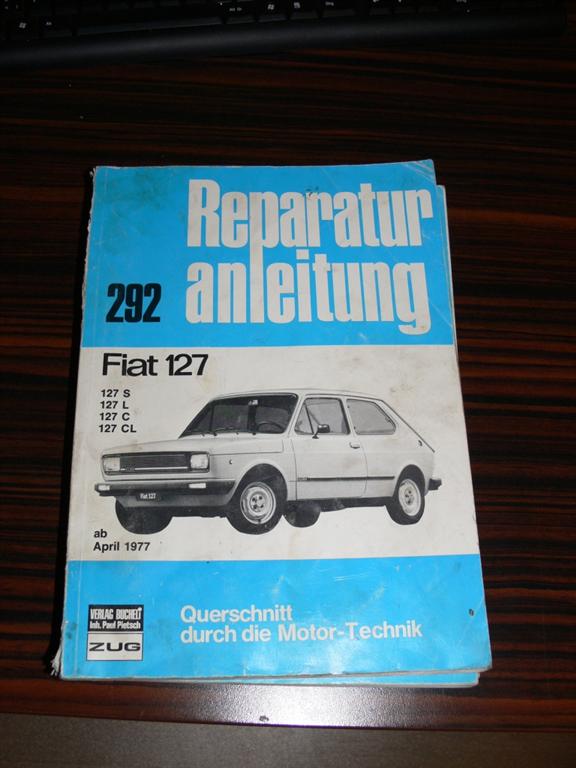 Reparatur
anleitung
292
Fiat 127
127 S
127 L
127 C
127 CL
Fiat 127
ab
April 1977
VERLAG BUCHELI
Inh. Paul Pietsch
ZUG
Querschnitt
durch die Motor-Technik